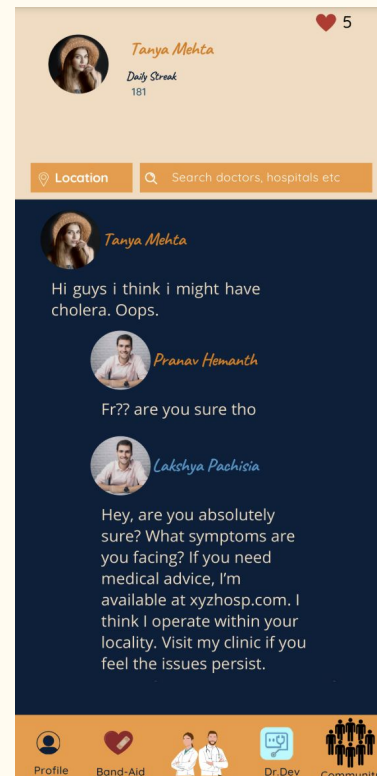 5
Tanya Mehta
Daily Streak
181
Location
Search doctors, hospitals etc
Tanya Mehta
Hi guys i think i might have
cholera. Oops.
Pranav Hemanth
Fr?? are you sure tho
Lakshya Pachisia
Hey, are you absolutely
sure? What symptoms are
you facing? If you need
medical advice, I’m
available at xyzhosp.com. I
think I operate within your
locality. Visit my clinic if you
feel the issues persist.
Profile
Band-Aid
Dr.Dev
Communit